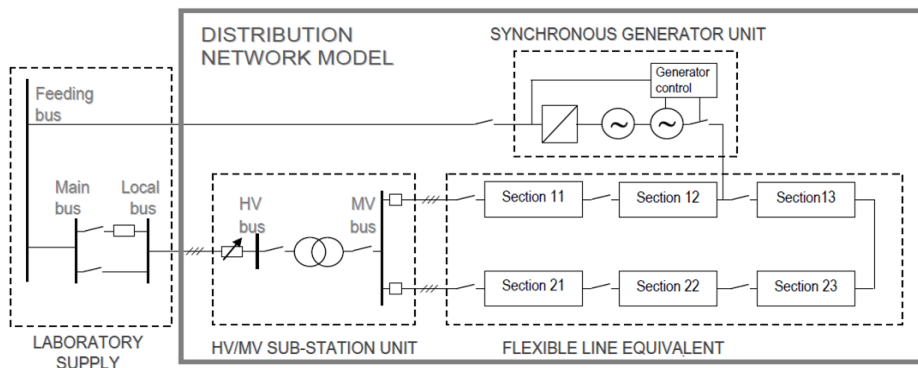 DISTRIBUTION
NETWORK MODEL
SYNCHRONOUS GENERATOR UNIT
Generator
control
Feeding
bus
Main
bus
Local
bus
HV
bus
MV
bus
Section 11
Section 12
Section13
Section 21
Section 22
Section 23
LABORATORY
SUPPLY
HV/MV SUB-STATION UNIT
FLEXIBLE LINE EQUIVALENT